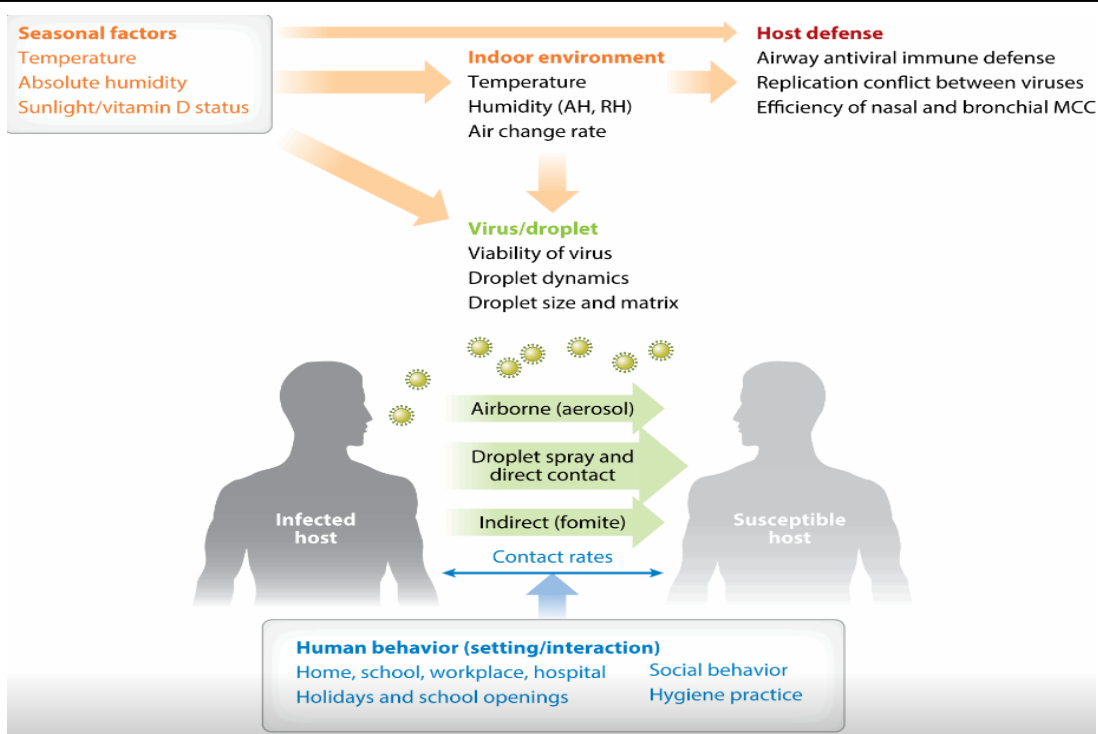 Seasonal factors
Temperature
Absolute humidity
Sunlight/vitamin D status
Indoor environment
Temperature
Humidity (AH, RH)
Air change rate
Host defense
Airway antiviral immune defense
Replication conflict between viruses
Efficiency of nasal and bronchial MCC
Virus/droplet
Viability of virus
Droplet dynamics
Droplet size and matrix
Airborne (aerosol)
Droplet spray and
direct contact
Indirect (fomite)
Infected
host
Susceptible
host
Contact rates
Human behavior (setting/interaction)
Home, school, workplace, hospital
Holidays and school openings
Social behavior
Hygiene practice